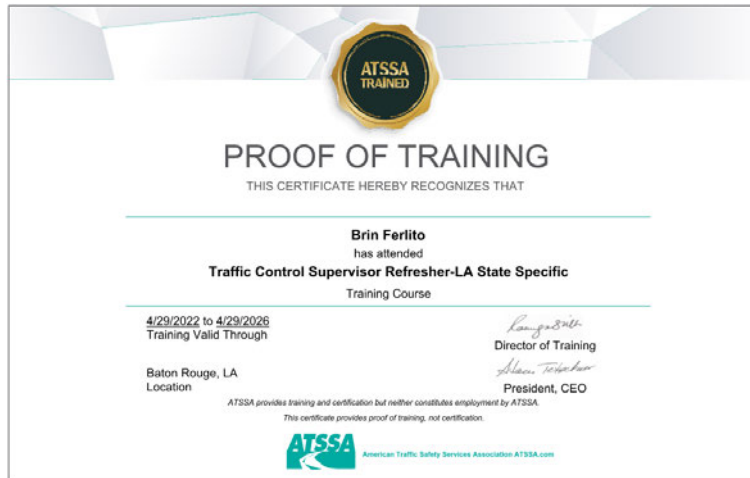 ATSSA
TRAINED
PROOF OF TRAINING
THIS CERTIFICATE HEREBY RECOGNIZES THAT
Brin Ferlito
has attended
Traffic Control Supervisor Refresher-LA State Specific
Training Course
4/29/2022 to 4/29/2026
Training Valid Through
Director of Training
Baton Rouge, LA
Location
President, CEO
ATSSA provides training and certification but neither constitutes employment by ATSSA.
This certificate provides proof of training, not certification.
ATSSA
American Traffic Safety Services Association ATSSA.com